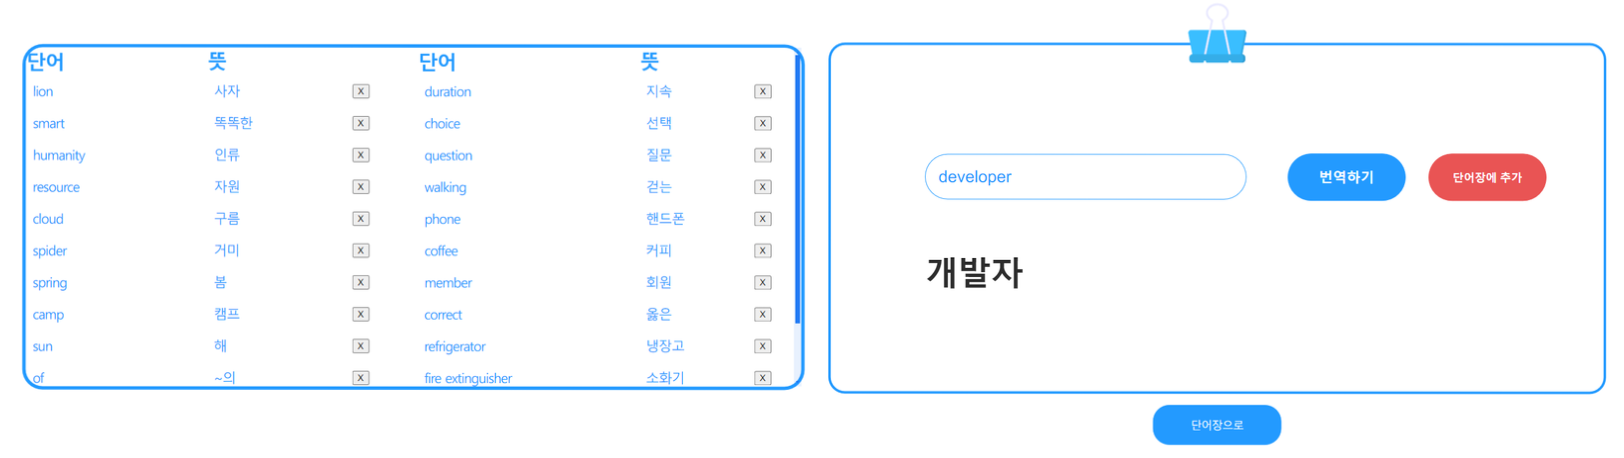 단어 뜻 단어 뜻
lion 사자 X duration 지속 X
smart 똑똑한 X choice 선택 X
humanity 인류 X question 질문 X
resource 자원 X walking 걷는 X
cloud 구름 X phone 핸드폰 X
spider 거미 X coffee 커피 X
spring 봄 X member 회원 X
camp 캠프 X correct 옳은 X
sun 해 X refrigerator 냉장고 X
of ~의 X fire extinguisher 소화기 X
developer 번역하기 단어장에 추가
개발자
단어장으로